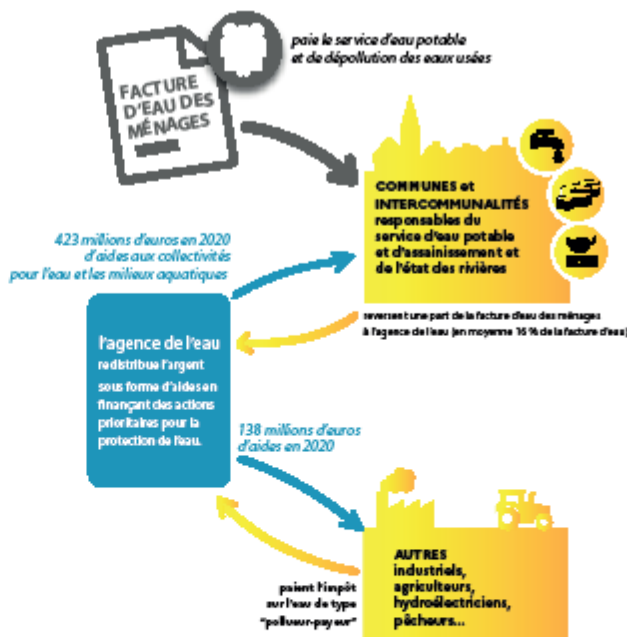 paie le service d'eau potable
et de dépollution des eaux usées
FACTURE
D'EAU DES
MÉNAGES
COMMUNES et
INTERCOMMUNALITÉS
responsables du
service d'eau potable
et d'assainissement et
de l'état des rivières
423 millions d'euros en 2020
d'aides aux collectivités
pour l'eau et les milieux aquatiques
reversent une part de la facture d'eau des ménages
à l'agence de l'eau (en moyenne 16 % de la facture d'eau)
l'agence de l'eau
redistribue l'argent
sous forme d'aides en
finançant des actions
prioritaires pour la
protection de l'eau.
138 millions d'euros
d'aides en 2020
AUTRES
industriels,
agriculteurs,
hydroélectriciens,
pêcheurs...
paient l'impôt
sur l'eau de type
"pollueur-payeur"